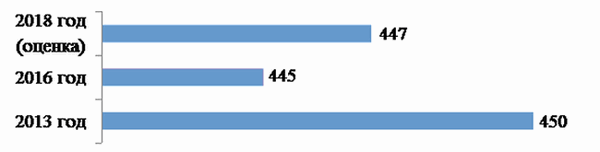 2018 год
(оценка)
447
2016 год
445
2013 год
450